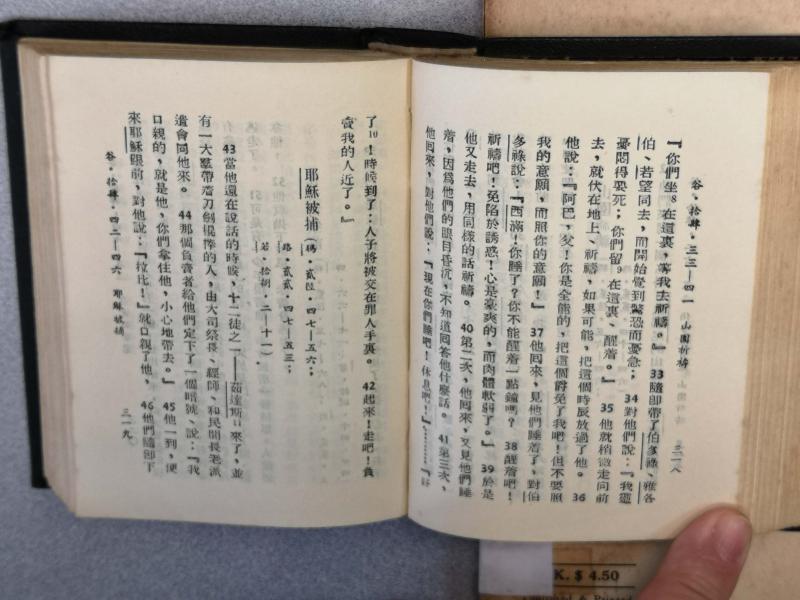 谷·拾肆·三三—四一　山園祈禱　三一八
『你們坐8在這裏，等我去祈禱。』33隨卽帶了伯多祿、雅各
伯、若望同去，而開始覺到驚恐而憂急；34對他們說：『我靈
憂悶得要死；你們留9在這裏、醒着。』35他就稍微走向前
去，就伏在地上、祈禱，如果可能，把這個時辰放過了他。36
他說：『阿巴，父！你是全能的，把這個爵免了我吧！但不要照
我的意願，而照你的意願！』37他囘來，見他們睡着了，對伯
多祿說：『西滿！你睡了？你不能醒着一點鐘嗎？38醒着吧！
祈禱吧！免陷於誘惑！心是豪爽的，而肉體軟弱了。』39於是
他又走去，用同樣的話祈禱。40第二次，他囘來，又見他們睡
着，因爲他們的眼目昏沉，不知道囘答他什麼話。41第三次，
他囘來，對他們說：『現在你們睡吧！休息吧！』………『好
了10！時候到了：人子將被交在罪人手裏。42起來！走吧！負
賣我的人近了。』
耶穌被捕（瑪·貳陸·四七—五六；
路·貳貳·四七—五三；
若·拾捌·二—十一）
43當他還在說話的時候，十二徒之一——茹達斯11來了，並
有一大羣帶着刀劍棍棒的人，由大司祭長、經師、和民間長老派
遣會同他來。44那個負賣者給他們定下了一個暗號、說：『我
口親的，就是他，你們拿住他，小心地帶去。』45他一到，便
來耶穌跟前，對他說：『拉比！』就口親了他，46他們隨卽下
谷·拾肆·四二—四六　耶穌被捕　三一九
K. $ 4.50